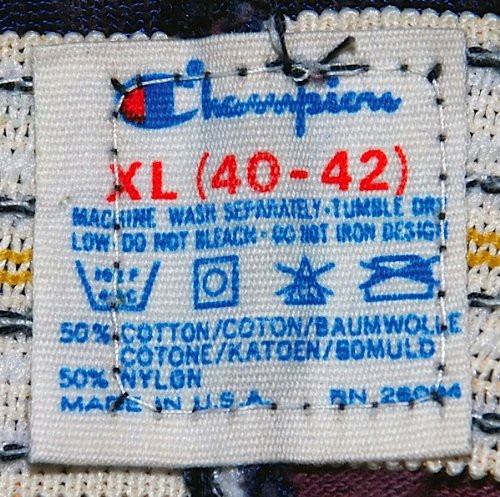 Champion
XL (40-42)
MACHINE WASH SEPARATELY·TUMBLE DRY
LOW. DO NOT BLEACH·DO NOT IRON DESIGN
50% COTTON/COTON/BAUMWOLLE
COTONE/KATOEN/BOMULD
50% NYLON
MADE IN U.S.A. RN